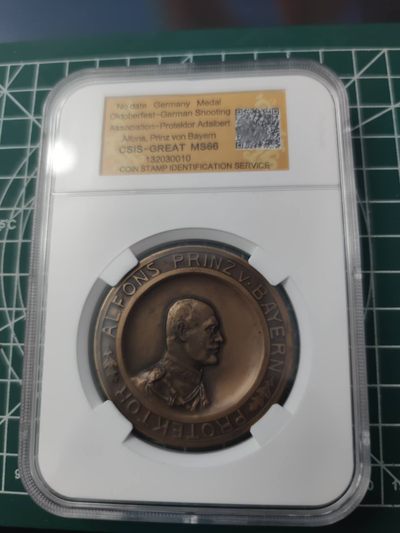 No date Germany Medal
Oktoberfest-German Shooting
Association-Protektor Adalbert
Alfons, Prinz von Bayern
CSIS-GREAT MS66
132030010
COIN STAMP IDENTIFICATION SERVICE
ALFONS PRINZ V. BAYERN
PROTEKTOR